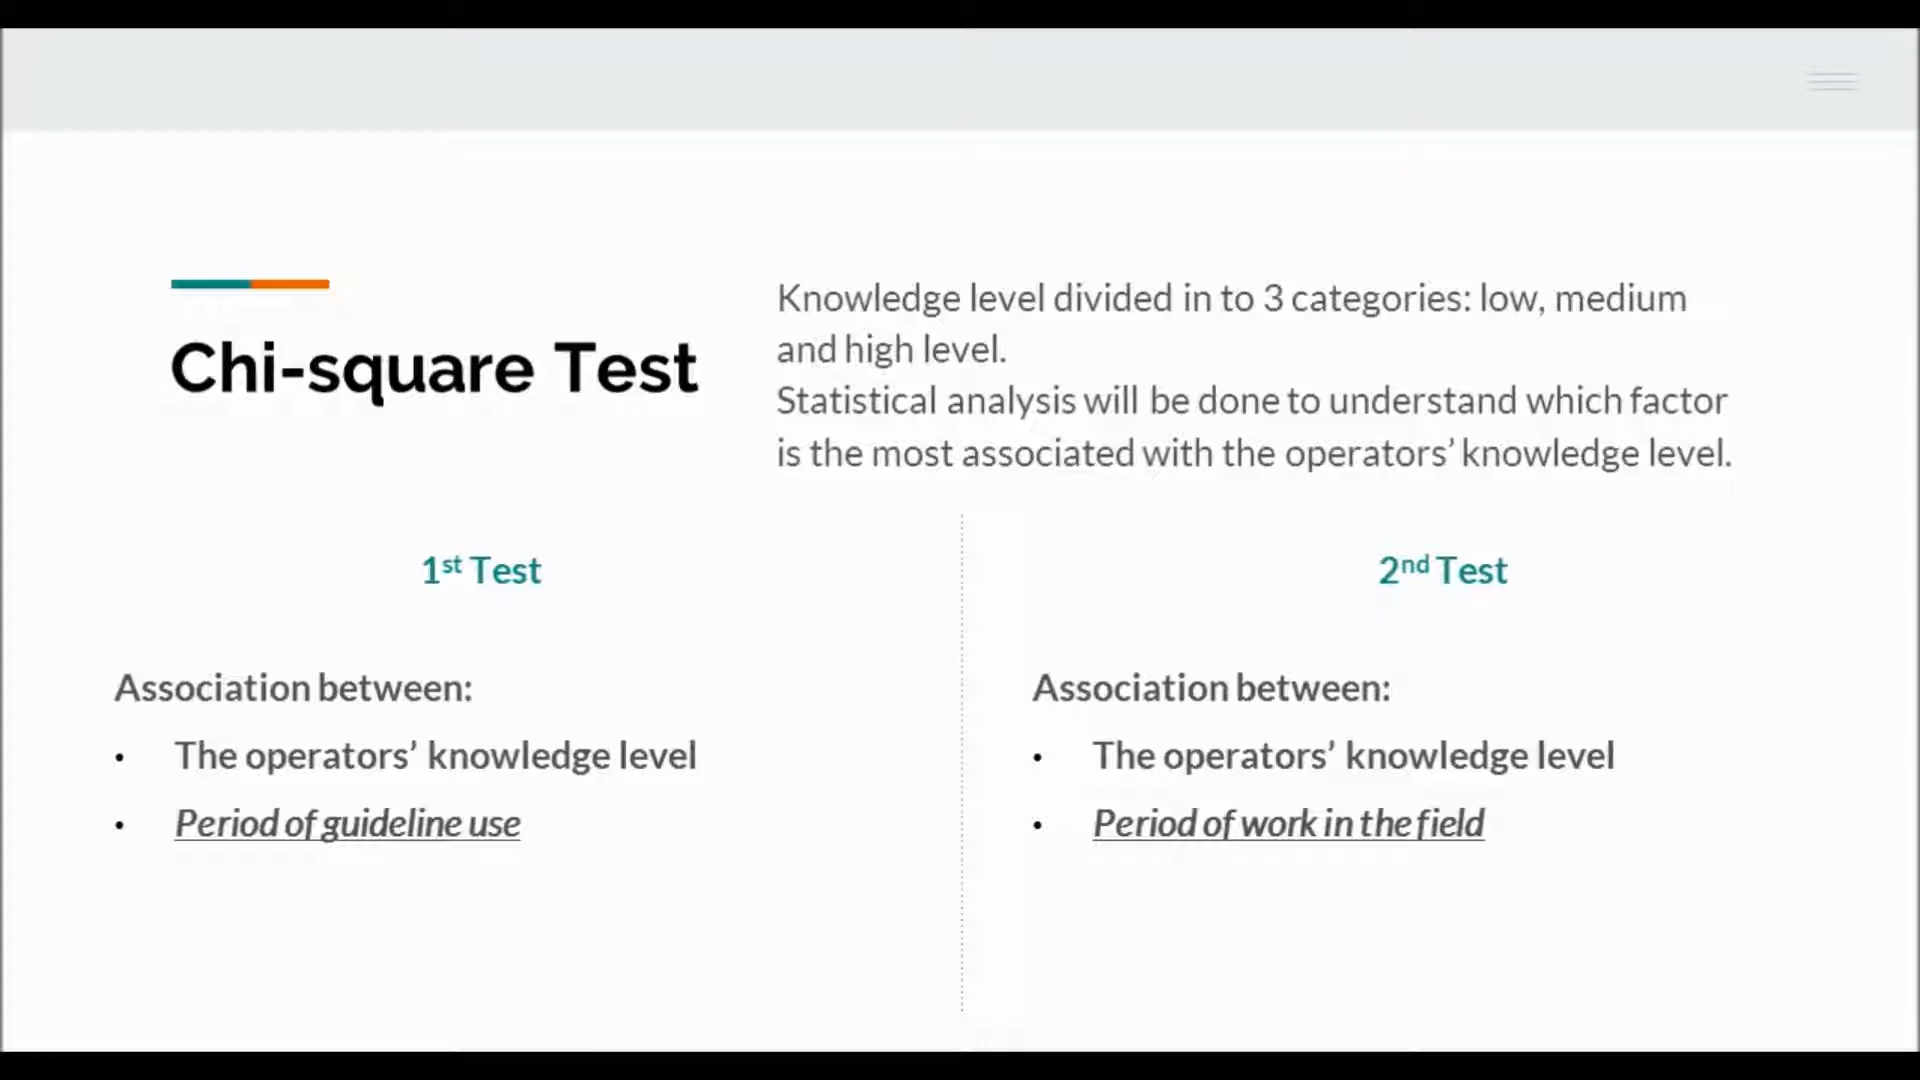 Chi-square Test
Knowledge level divided in to 3 categories: low, medium
and high level.
Statistical analysis will be done to understand which factor
is the most associated with the operators’ knowledge level.
1st Test
Association between:
• The operators’ knowledge level
• Period of guideline use
2nd Test
Association between:
• The operators’ knowledge level
• Period of work in the field